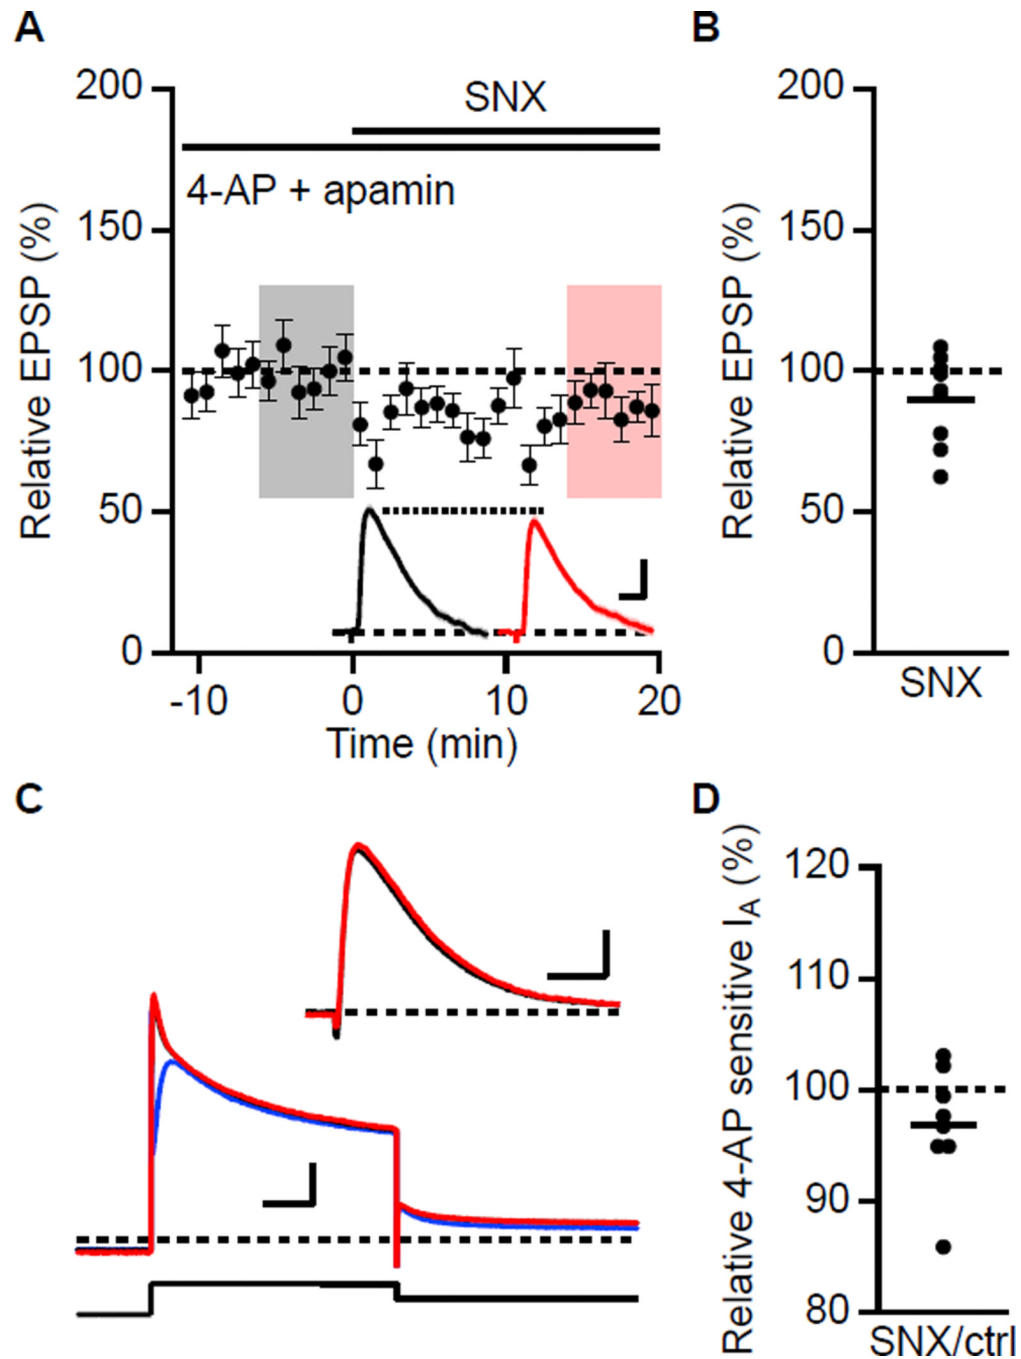 A
Relative EPSP (%)
200
150
100
50
0
SNX
4-AP + apamin
-10
0
10
20
Time (min)
B
Relative EPSP (%)
200
150
100
50
0
SNX
C
D
Relative 4-AP sensitive IA (%)
120
110
100
90
80
SNX/ctrl